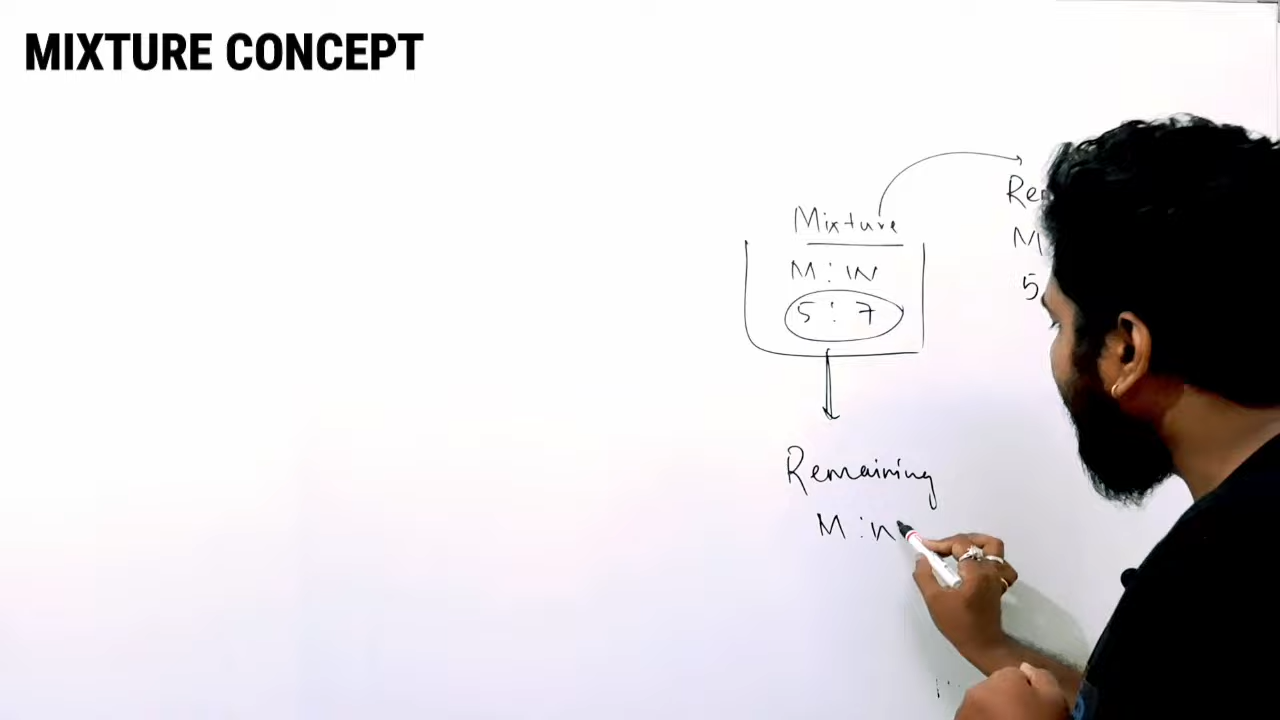 MIXTURE CONCEPT
Mixture
M : W
5 : 7
Re
M
5
Remaining
M : W